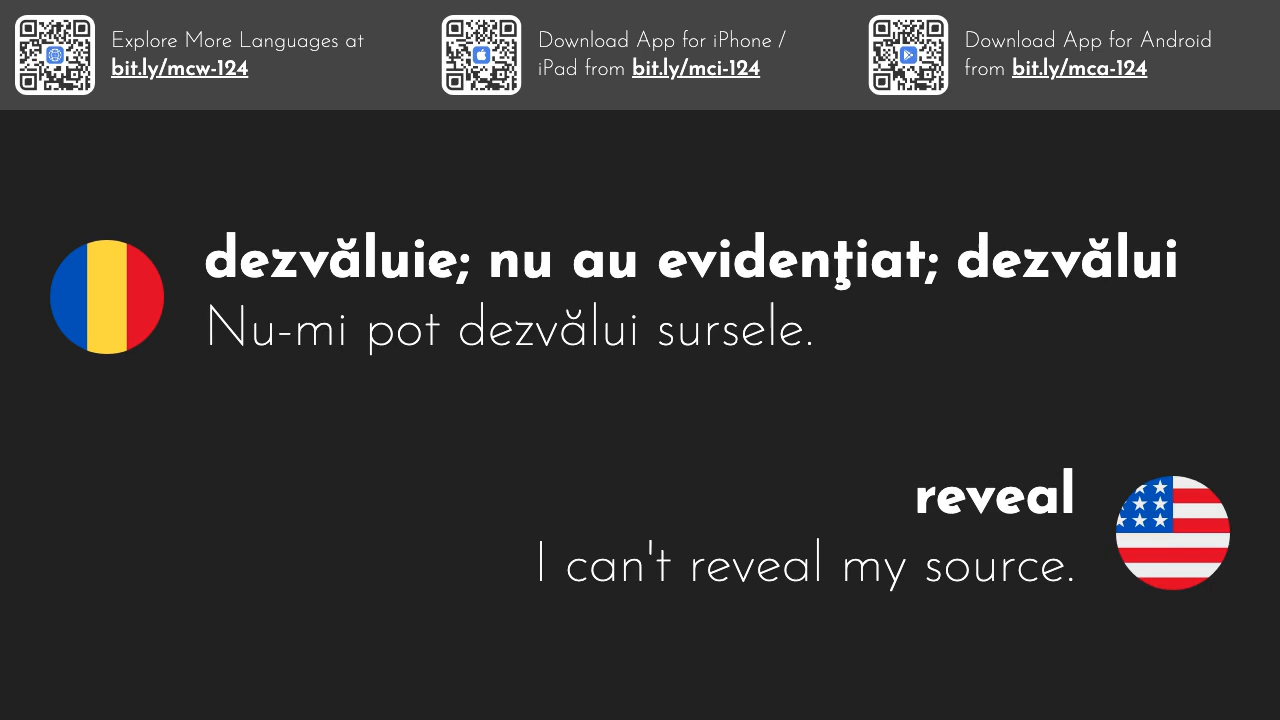 Explore More Languages at
bit.ly/mcw-124
Download App for iPhone /
iPad from bit.ly/mci-124
Download App for Android
from bit.ly/mca-124
dezvăluie; nu au evidenţiat; dezvălui
Nu-mi pot dezvălui sursele.
reveal
I can't reveal my source.